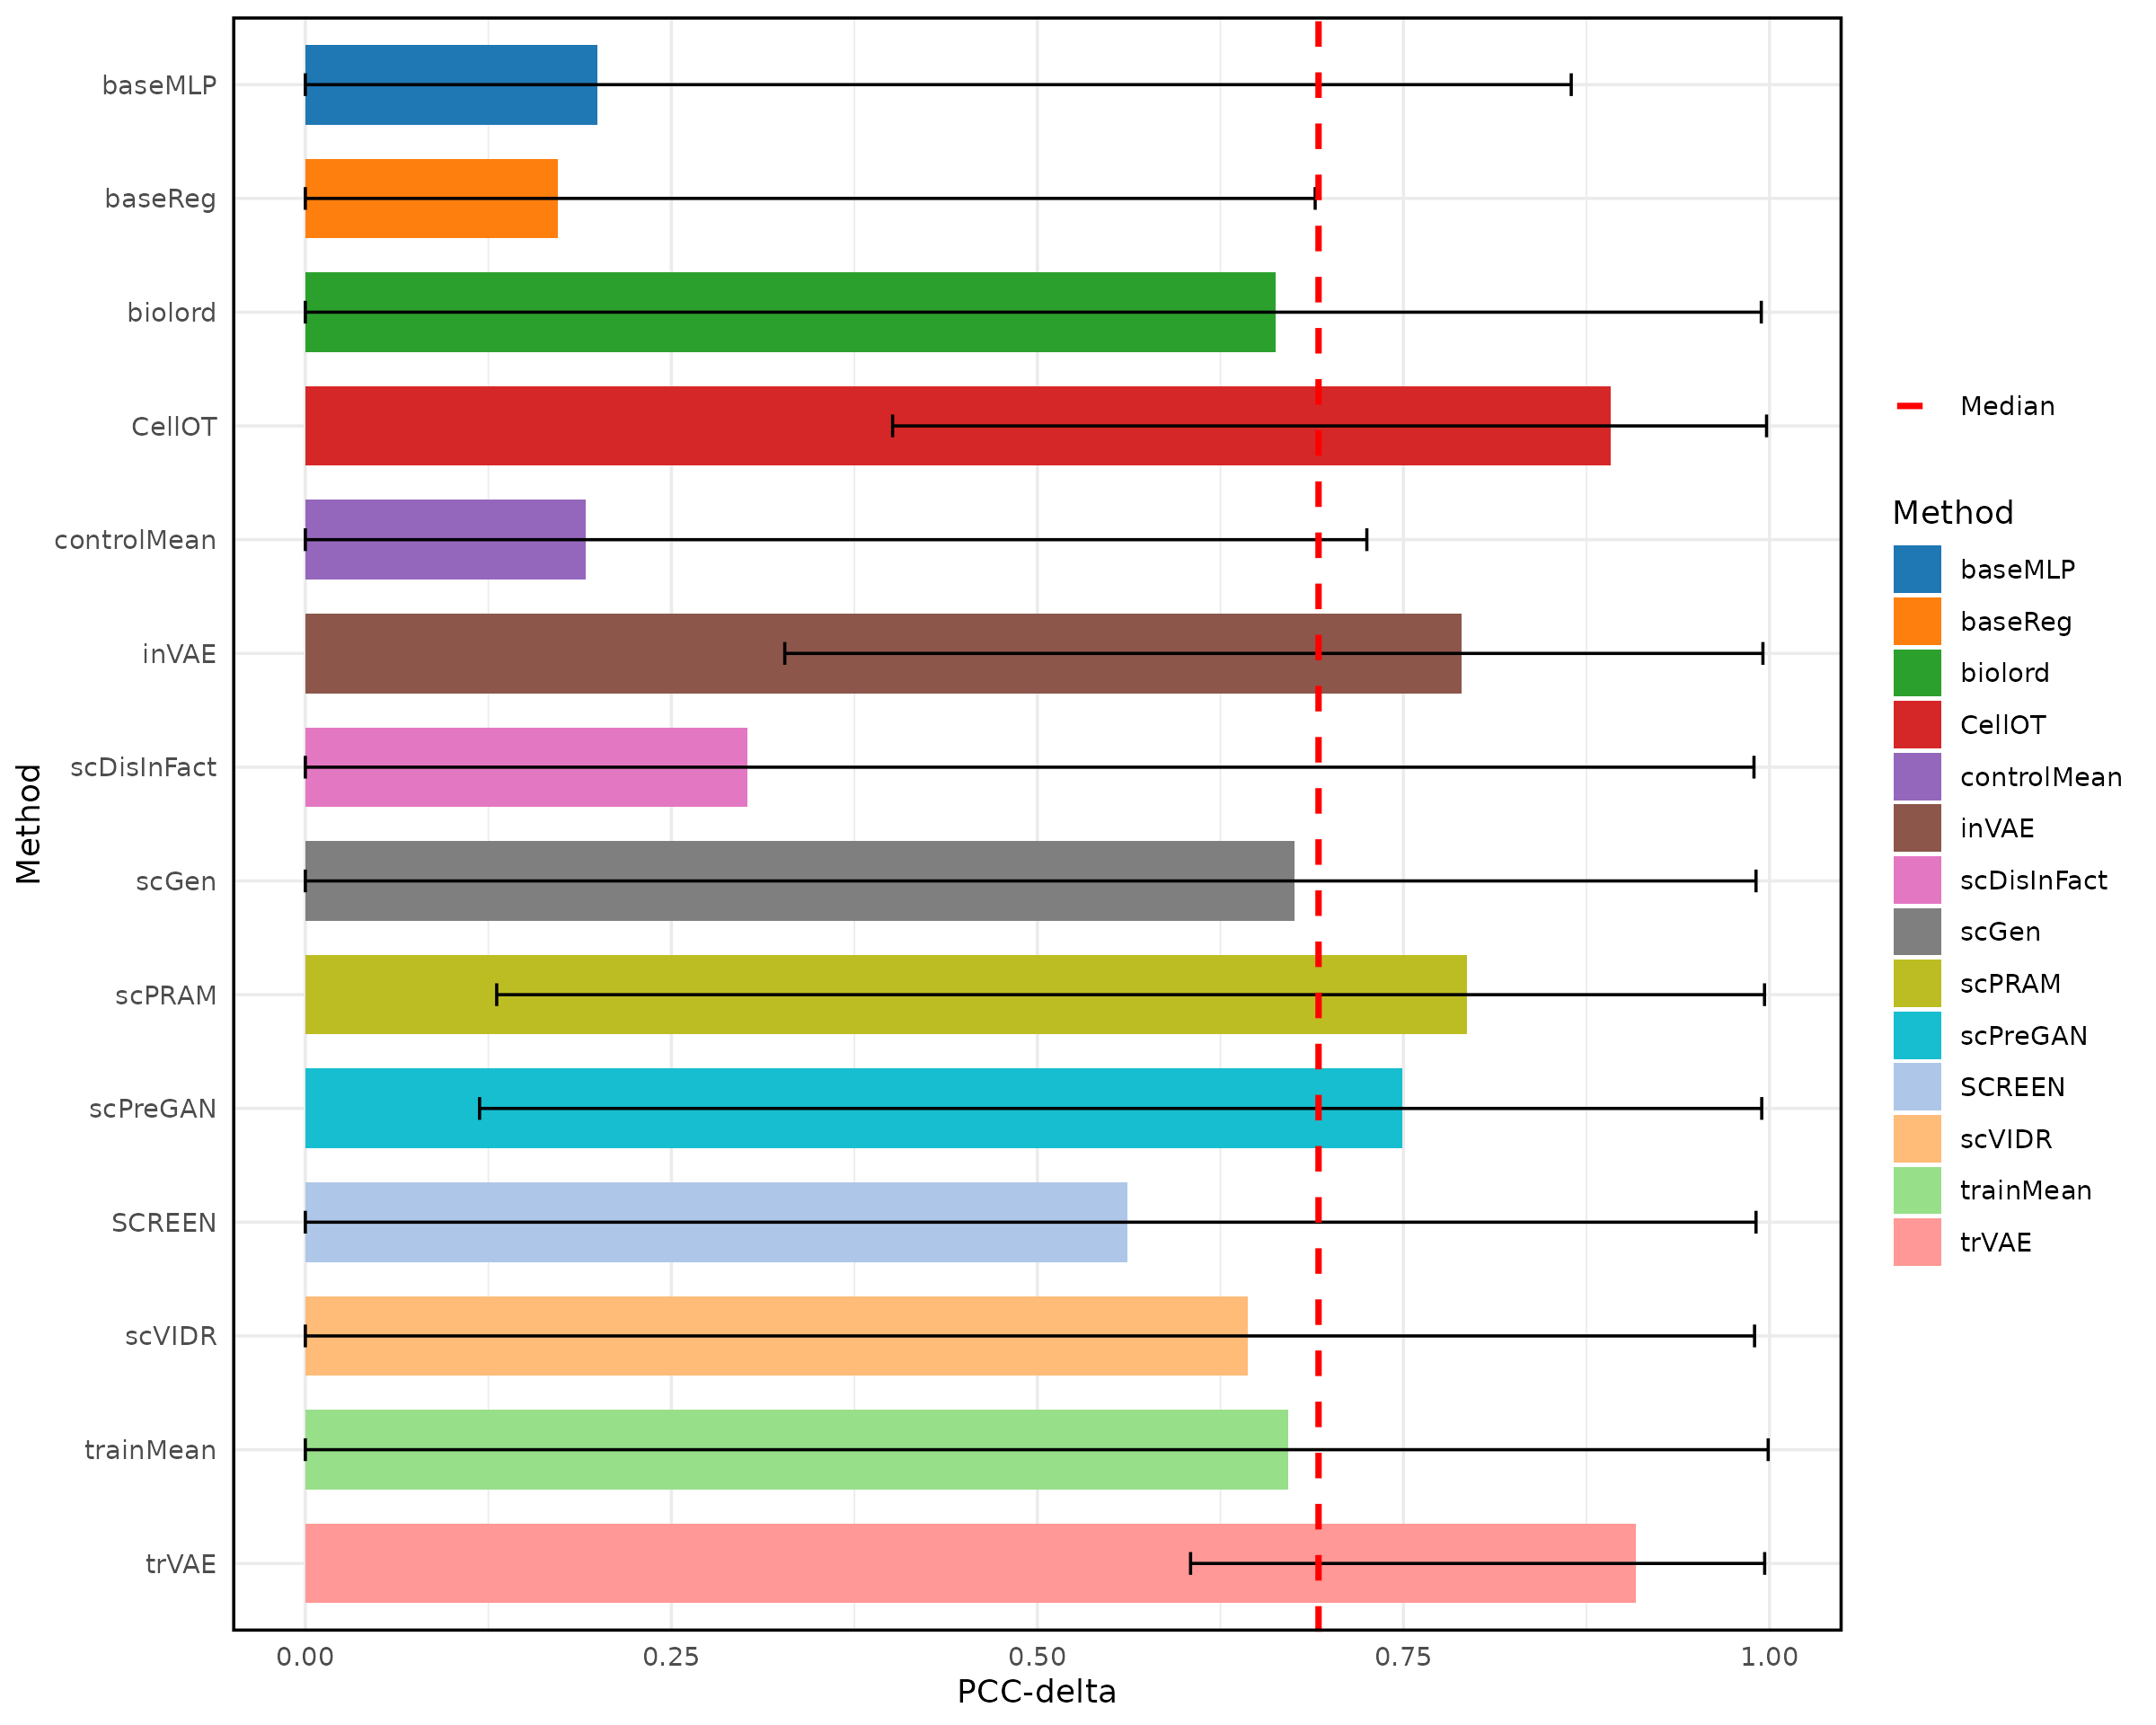 baseMLP
baseReg
biolord
CellOT
controlMean
inVAE
scDisInFact
scGen
scPRAM
scPreGAN
SCREEN
scVIDR
trainMean
trVAE
Method
0.00 0.25 0.50 0.75 1.00
PCC-delta
Median
Method
baseMLP
baseReg
biolord
CellOT
controlMean
inVAE
scDisInFact
scGen
scPRAM
scPreGAN
SCREEN
scVIDR
trainMean
trVAE